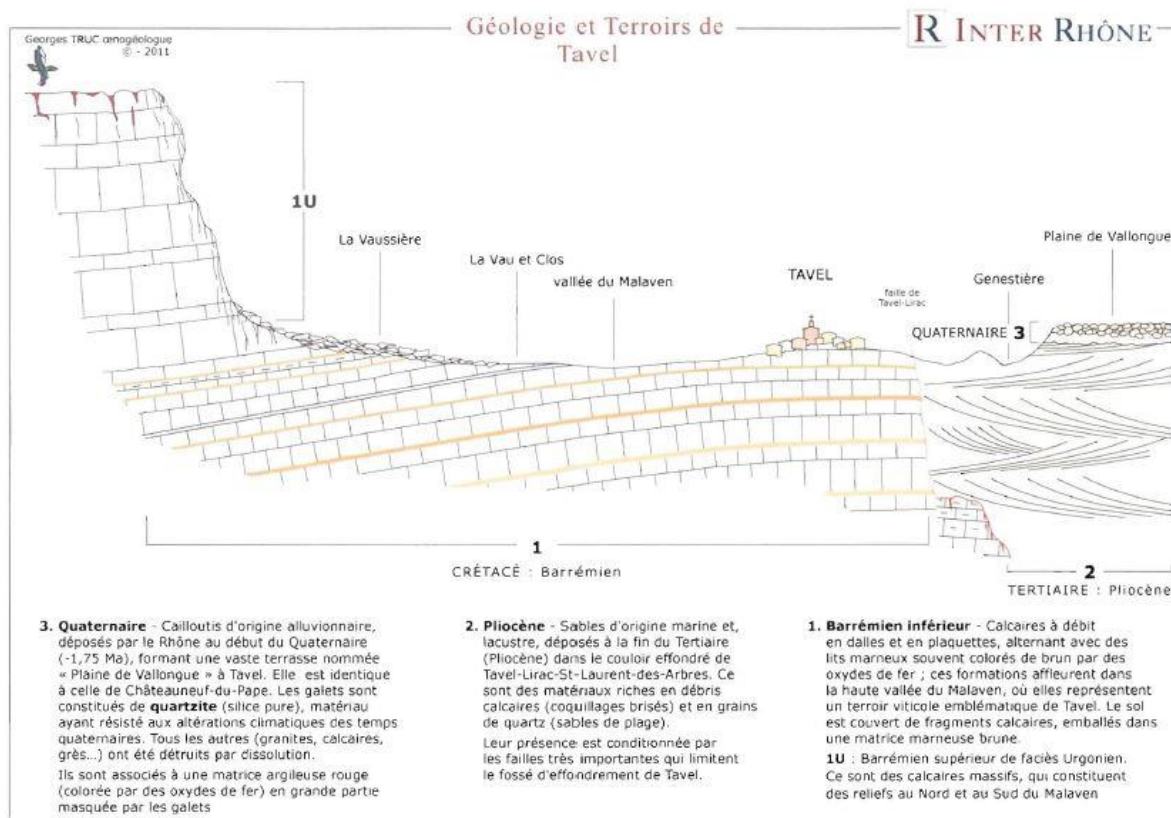 Georges TRUC œnogéologue
© - 2011
Géologie et Terroirs de
Tavel
R INTER RHÔNE
1U
La Vaussière
La Vau et Clos
vallée du Malaven
TAVEL
faille de
Tavel-Lirac
Genestière
Plaine de Vallongue
QUATERNAIRE 3
1
CRÉTACÉ : Barrémien
2
TERTIAIRE : Pliocène
3. Quaternaire - Cailloutis d'origine alluvionnaire,
déposés par le Rhône au début du Quaternaire
(-1,75 Ma), formant une vaste terrasse nommée
« Plaine de Vallongue » à Tavel. Elle est identique
à celle de Châteauneuf-du-Pape. Les galets sont
constitués de quartzite (silice pure), matériau
ayant résisté aux altérations climatiques des temps
quaternaires. Tous les autres (granites, calcaires,
grès...) ont été détruits par dissolution.
Ils sont associés à une matrice argileuse rouge
(colorée par des oxydes de fer) en grande partie
masquée par les galets
2. Pliocène - Sables d'origine marine et,
lacustre, déposés à la fin du Tertiaire
(Pliocène) dans le couloir effondré de
Tavel-Lirac-St-Laurent-des-Arbres. Ce
sont des matériaux riches en débris
calcaires (coquillages brisés) et en grains
de quartz (sables de plage).
Leur présence est conditionnée par
les failles très importantes qui limitent
le fossé d'effondrement de Tavel.
1. Barrémien inférieur - Calcaires à débit
en dalles et en plaquettes, alternant avec des
lits marneux souvent colorés de brun par des
oxydes de fer ; ces formations affleurent dans
la haute vallée du Malaven, où elles représentent
un terroir viticole emblématique de Tavel. Le sol
est couvert de fragments calcaires, emballés dans
une matrice marneuse brune.
1U : Barrémien supérieur de faciès Urgonien.
Ce sont des calcaires massifs, qui constituent
des reliefs au Nord et au Sud du Malaven